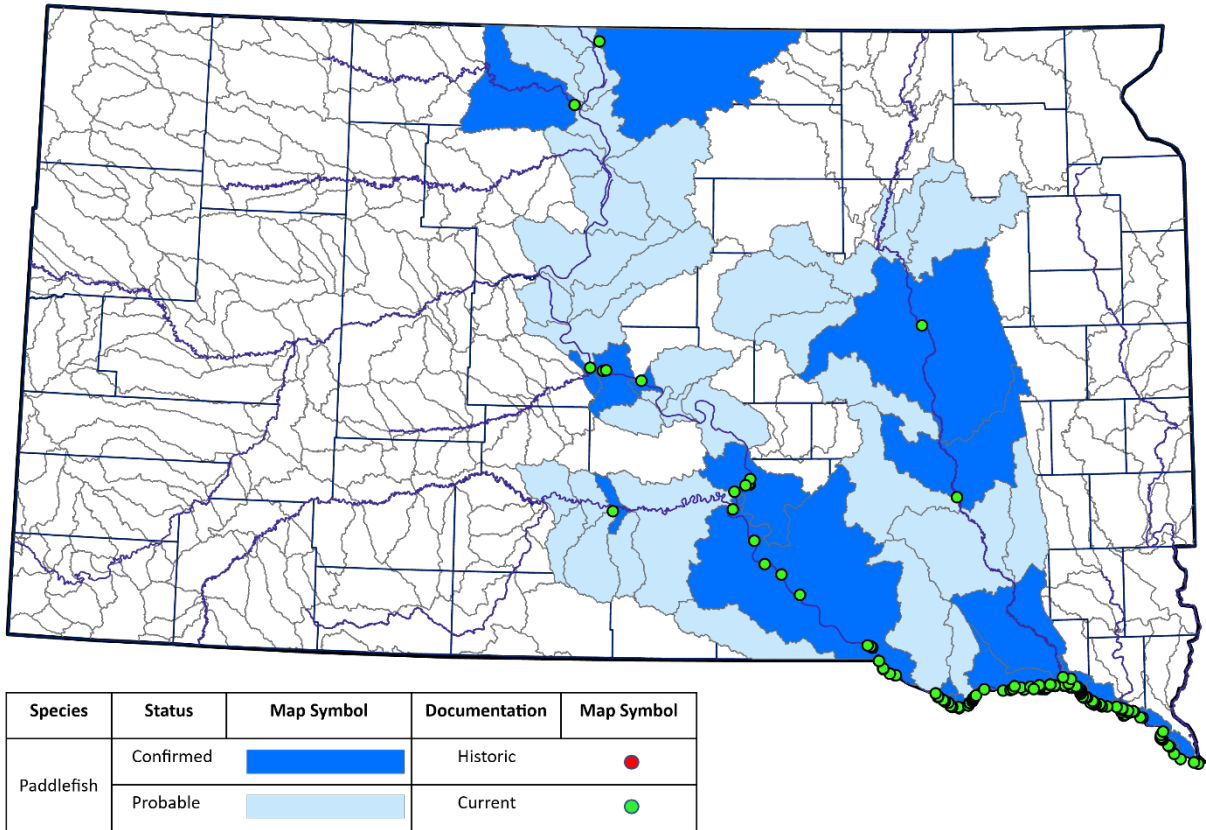 Species Status Map Symbol Documentation Map Symbol
Paddlefish
Confirmed Historic
Probable Current